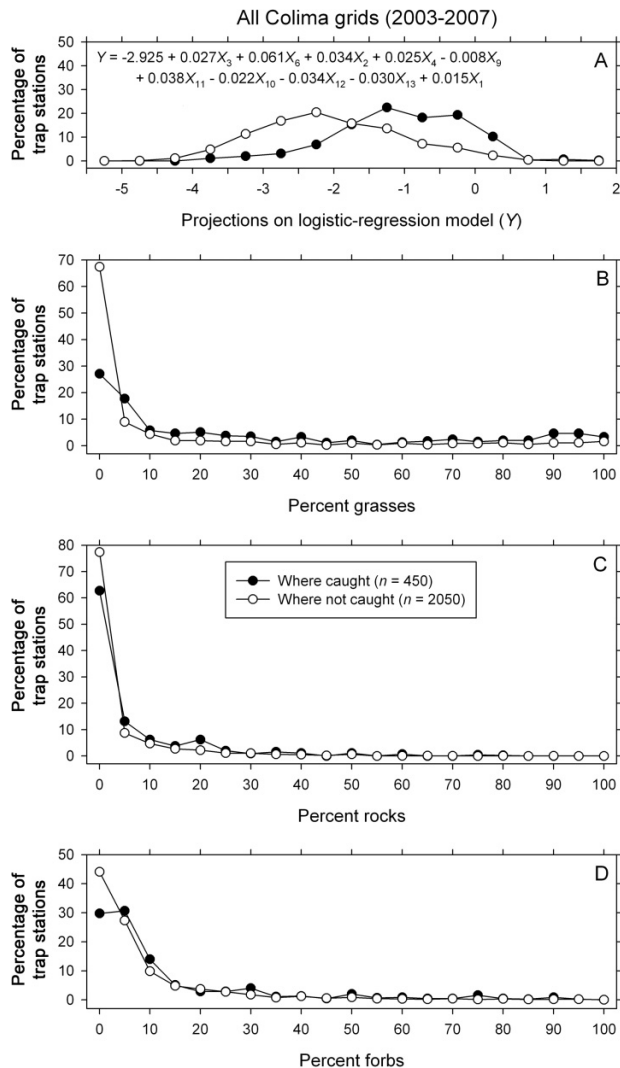 All Colima grids (2003-2007)
A
Y = -2.925 + 0.027X3 + 0.061X6 + 0.034X2 + 0.025X4 - 0.008X9
+ 0.038X11 - 0.022X10 - 0.034X12 - 0.030X13 + 0.015X1
Percentage of
trap stations
50
40
30
20
10
0
-5 -4 -3 -2 -1 0 1 2
Projections on logistic-regression model (Y)
B
Percentage of
trap stations
70
60
50
40
30
20
10
0
0 10 20 30 40 50 60 70 80 90 100
Percent grasses
C
Percentage of
trap stations
80
70
60
50
40
30
20
10
0
Where caught (n = 450)
Where not caught (n = 2050)
0 10 20 30 40 50 60 70 80 90 100
Percent rocks
D
Percentage of
trap stations
50
40
30
20
10
0
0 10 20 30 40 50 60 70 80 90 100
Percent forbs